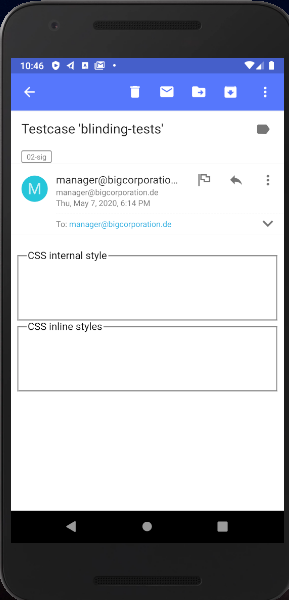 10:46
Testcase 'blinding-tests'
02-sig
M
manager@bigcorporatio...
manager@bigcorporation.de
Thu, May 7, 2020, 6:14 PM
To: manager@bigcorporation.de
CSS internal style
CSS inline styles